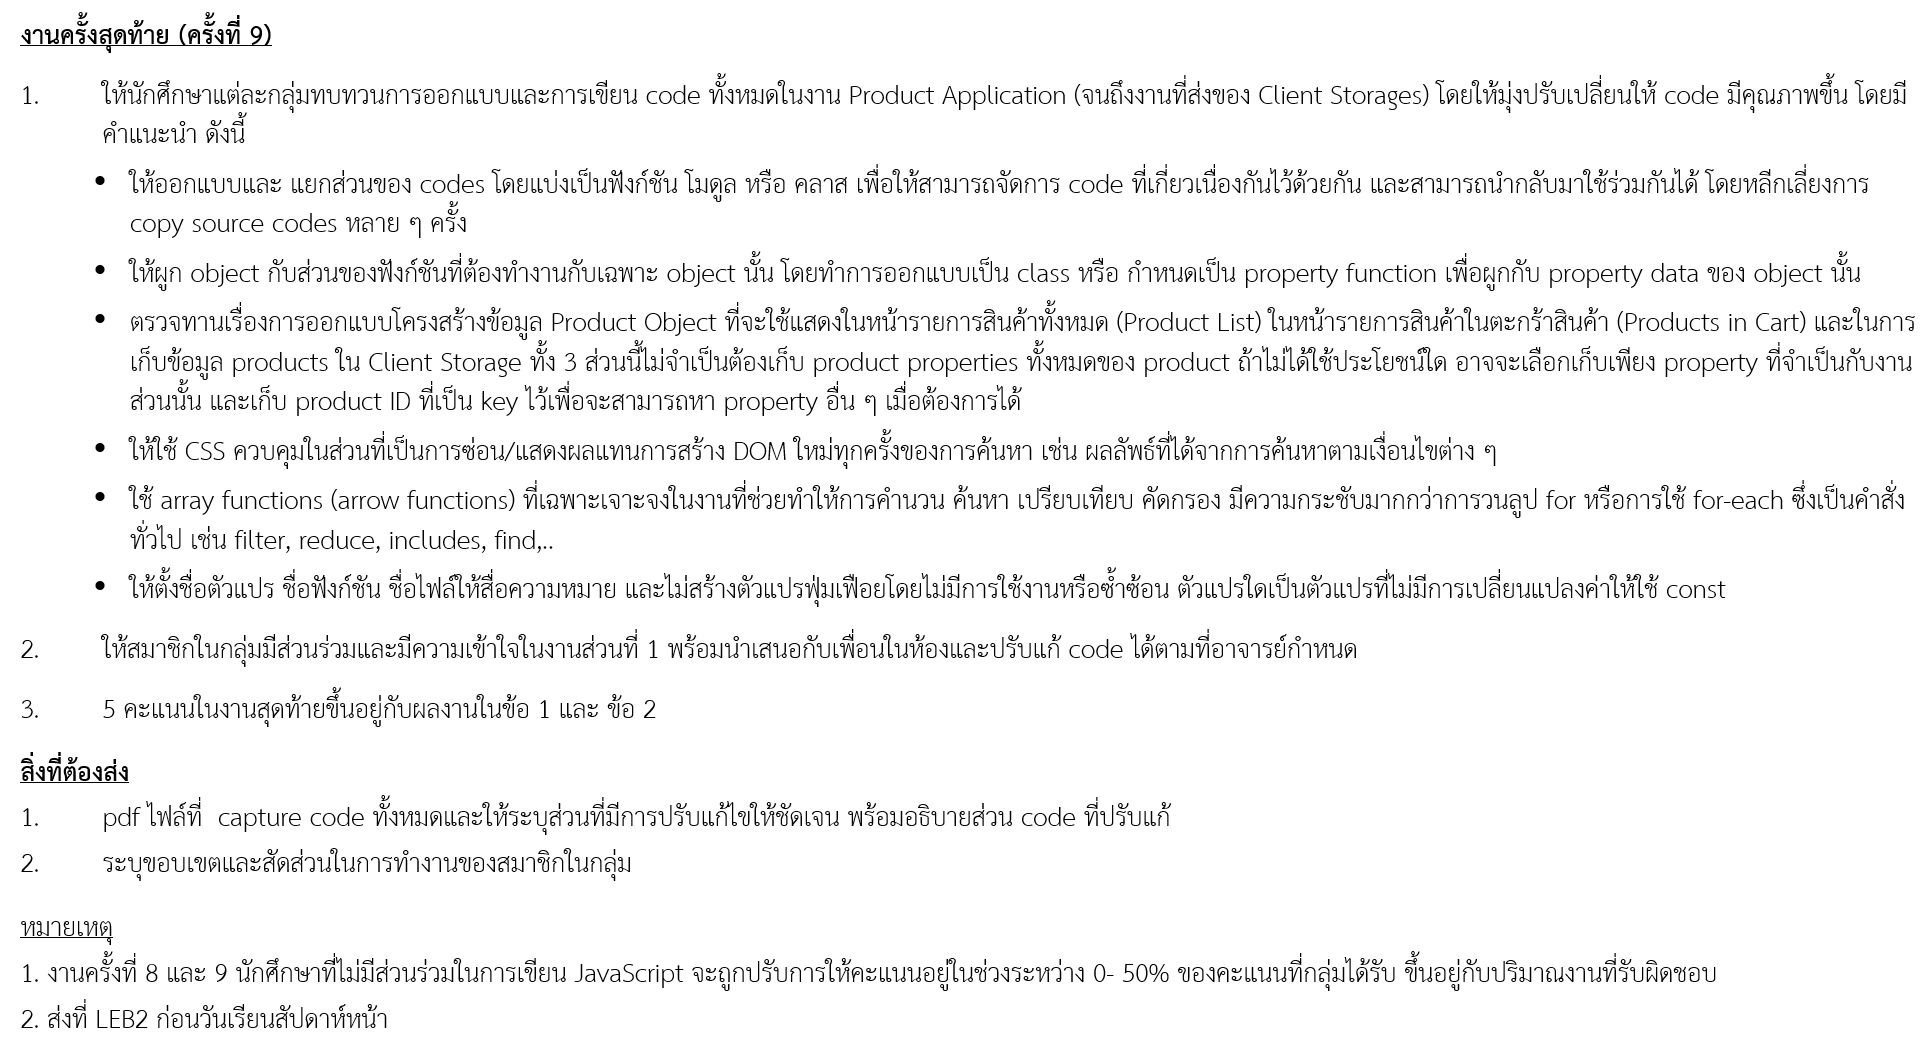 งานครั้งสุดท้าย (ครั้งที่ 9)
1. ให้นักศึกษาแต่ละกลุ่มทบทวนการออกแบบและการเขียน code ทั้งหมดในงาน Product Application (จนถึงงานที่ส่งของ Client Storages) โดยให้มุ่งปรับเปลี่ยนให้ code มีคุณภาพขึ้น โดยมี
คำแนะนำ ดังนี้
• ให้ออกแบบและ แยกส่วนของ codes โดยแบ่งเป็นฟังก์ชัน โมดูล หรือ คลาส เพื่อให้สามารถจัดการ code ที่เกี่ยวเนื่องกันไว้ด้วยกัน และสามารถนำกลับมาใช้ร่วมกันได้ โดยหลีกเลี่ยงการ
copy source codes หลาย ๆ ครั้ง
• ให้ผูก object กับส่วนของฟังก์ชันที่ต้องทำงานกับเฉพาะ object นั้น โดยทำการออกแบบเป็น class หรือ กำหนดเป็น property function เพื่อผูกกับ property data ของ object นั้น
• ตรวจทานเรื่องการออกแบบโครงสร้างข้อมูล Product Object ที่จะใช้แสดงในหน้ารายการสินค้าทั้งหมด (Product List) ในหน้ารายการสินค้าในตะกร้าสินค้า (Products in Cart) และในการ
เก็บข้อมูล products ใน Client Storage ทั้ง 3 ส่วนนี้ไม่จำเป็นต้องเก็บ product properties ทั้งหมดของ product ถ้าไม่ได้ใช้ประโยชน์ใด อาจจะเลือกเก็บเพียง property ที่จำเป็นกับงาน
ส่วนนั้น และเก็บ product ID ที่เป็น key ไว้เพื่อจะสามารถหา property อื่น ๆ เมื่อต้องการได้
• ให้ใช้ CSS ควบคุมในส่วนที่เป็นการซ่อน/แสดงผลแทนการสร้าง DOM ใหม่ทุกครั้งของการค้นหา เช่น ผลลัพธ์ที่ได้จากการค้นหาตามเงื่อนไขต่าง ๆ
• ใช้ array functions (arrow functions) ที่เฉพาะเจาะจงในงานที่ช่วยทำให้การคำนวน ค้นหา เปรียบเทียบ คัดกรอง มีความกระชับมากกว่าการวนลูป for หรือการใช้ for-each ซึ่งเป็นคำสั่ง
ทั่วไป เช่น filter, reduce, includes, find,..
• ให้ตั้งชื่อตัวแปร ชื่อฟังก์ชัน ชื่อไฟล์ให้สื่อความหมาย และไม่สร้างตัวแปรฟุ่มเฟือยโดยไม่มีการใช้งานหรือซ้ำซ้อน ตัวแปรใดเป็นตัวแปรที่ไม่มีการเปลี่ยนแปลงค่าให้ใช้ const
2. ให้สมาชิกในกลุ่มมีส่วนร่วมและมีความเข้าใจในงานส่วนที่ 1 พร้อมนำเสนอกับเพื่อนในห้องและปรับแก้ code ได้ตามที่อาจารย์กำหนด
3. 5 คะแนนในงานสุดท้ายขึ้นอยู่กับผลงานในข้อ 1 และ ข้อ 2
สิ่งที่ต้องส่ง
1. pdf ไฟล์ที่ capture code ทั้งหมดและให้ระบุส่วนที่มีการปรับแก้ไขให้ชัดเจน พร้อมอธิบายส่วน code ที่ปรับแก้
2. ระบุขอบเขตและสัดส่วนในการทำงานของสมาชิกในกลุ่ม
หมายเหตุ
1. งานครั้งที่ 8 และ 9 นักศึกษาที่ไม่มีส่วนร่วมในการเขียน JavaScript จะถูกปรับการให้คะแนนอยู่ในช่วงระหว่าง 0- 50% ของคะแนนที่กลุ่มได้รับ ขึ้นอยู่กับปริมาณงานที่รับผิดชอบ
2. ส่งที่ LEB2 ก่อนวันเรียนสัปดาห์หน้า